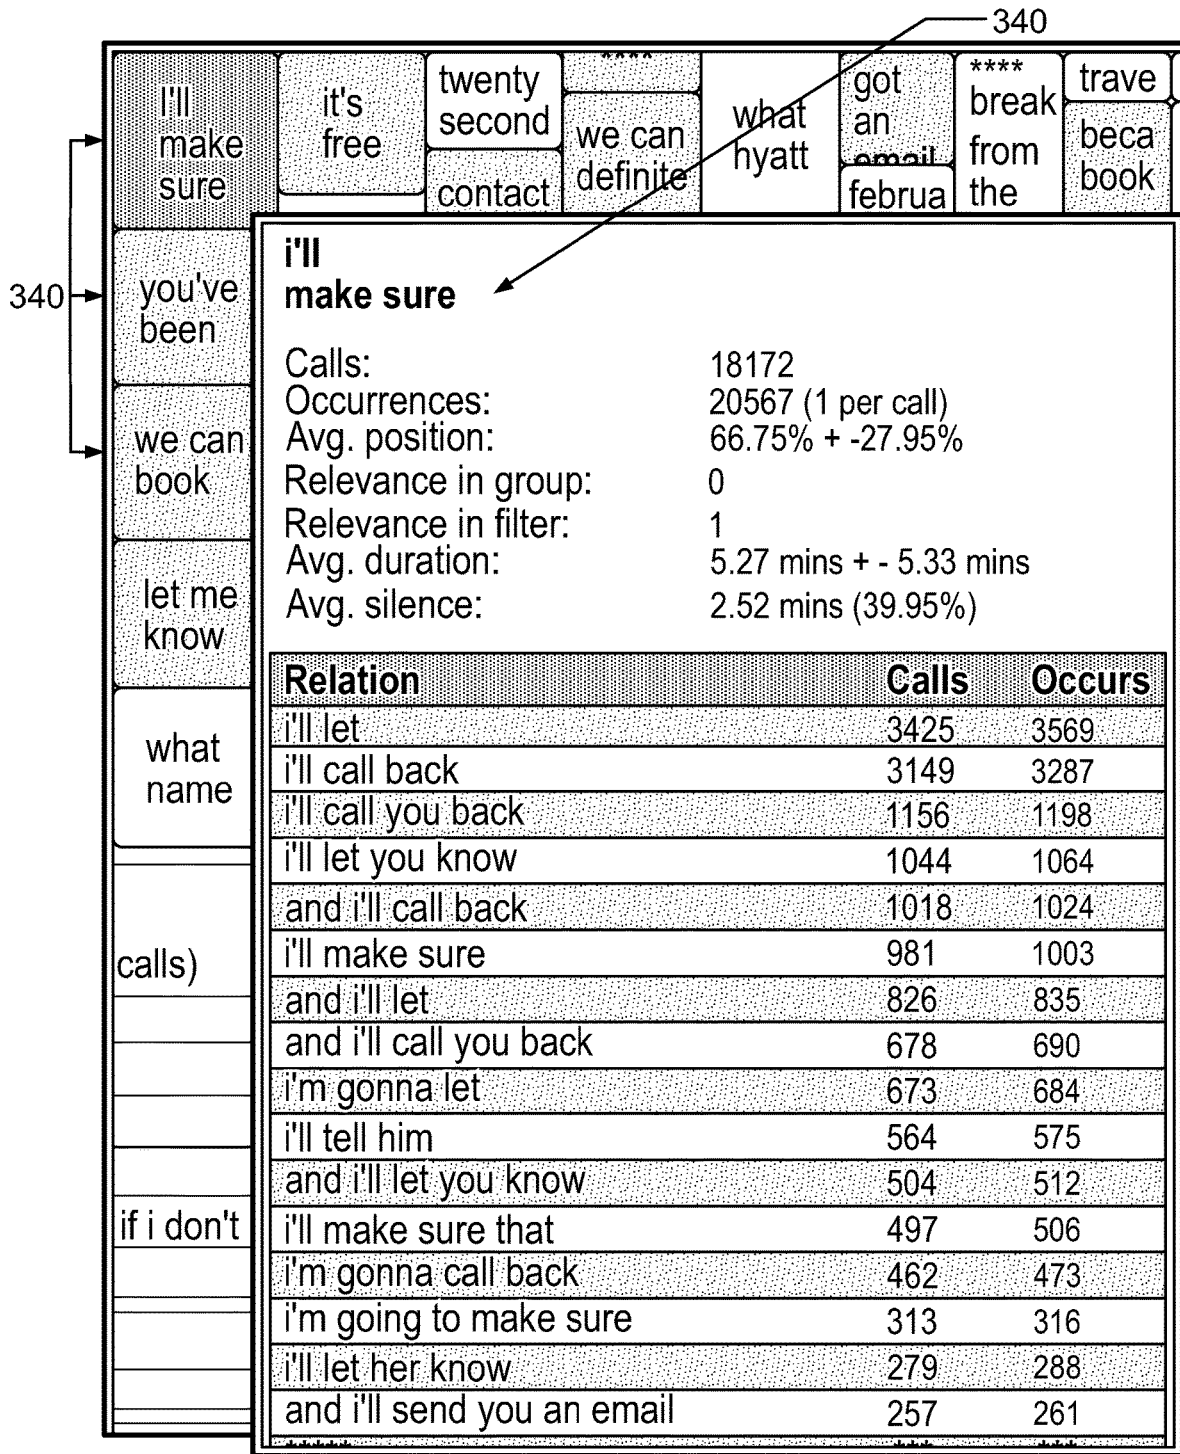 340
I'll
make
sure
it's
free
twenty
second
contact
****
we can
definite
what
hyatt
got
an
email
februa
****
break
from
the
trave
beca
book
340
you've
been
we can
book
let me
know
what
name
calls)
if i don't
i'll
make sure
Calls: 18172
Occurrences: 20567 (1 per call)
Avg. position: 66.75% + -27.95%
Relevance in group: 0
Relevance in filter: 1
Avg. duration: 5.27 mins + - 5.33 mins
Avg. silence: 2.52 mins (39.95%)
Relation Calls Occurs
i'll let 3425 3569
i'll call back 3149 3287
i'll call you back 1156 1198
i'll let you know 1044 1064
and i'll call back 1018 1024
i'll make sure 981 1003
and i'll let 826 835
and i'll call you back 678 690
i'm gonna let 673 684
i'll tell him 564 575
and i'll let you know 504 512
i'll make sure that 497 506
i'm gonna call back 462 473
i'm going to make sure 313 316
i'll let her know 279 288
and i'll send you an email 257 261